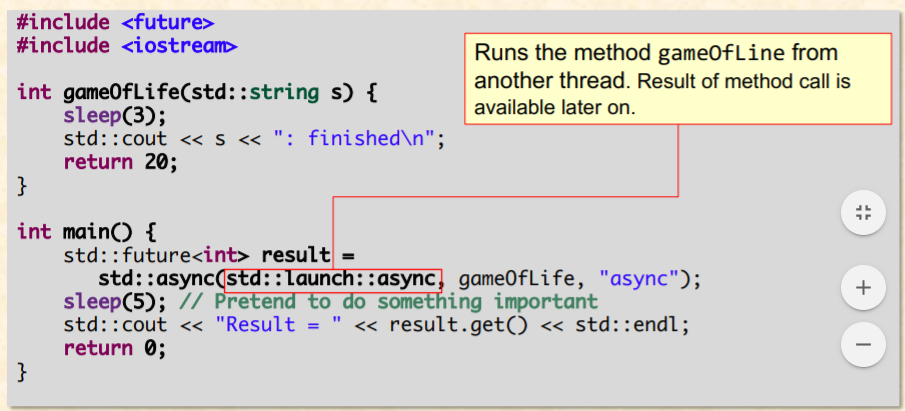 #include <future>
#include <iostream>
Runs the method gameOfLine from
another thread. Result of method call is
available later on.
int gameOfLife(std::string s) {
sleep(3);
std::cout << s << ": finished\n";
return 20;
}
int main() {
std::future<int> result =
std::async(std::launch::async, gameOfLife, "async");
sleep(5); // Pretend to do something important
std::cout << "Result = " << result.get() << std::endl;
return 0;
}